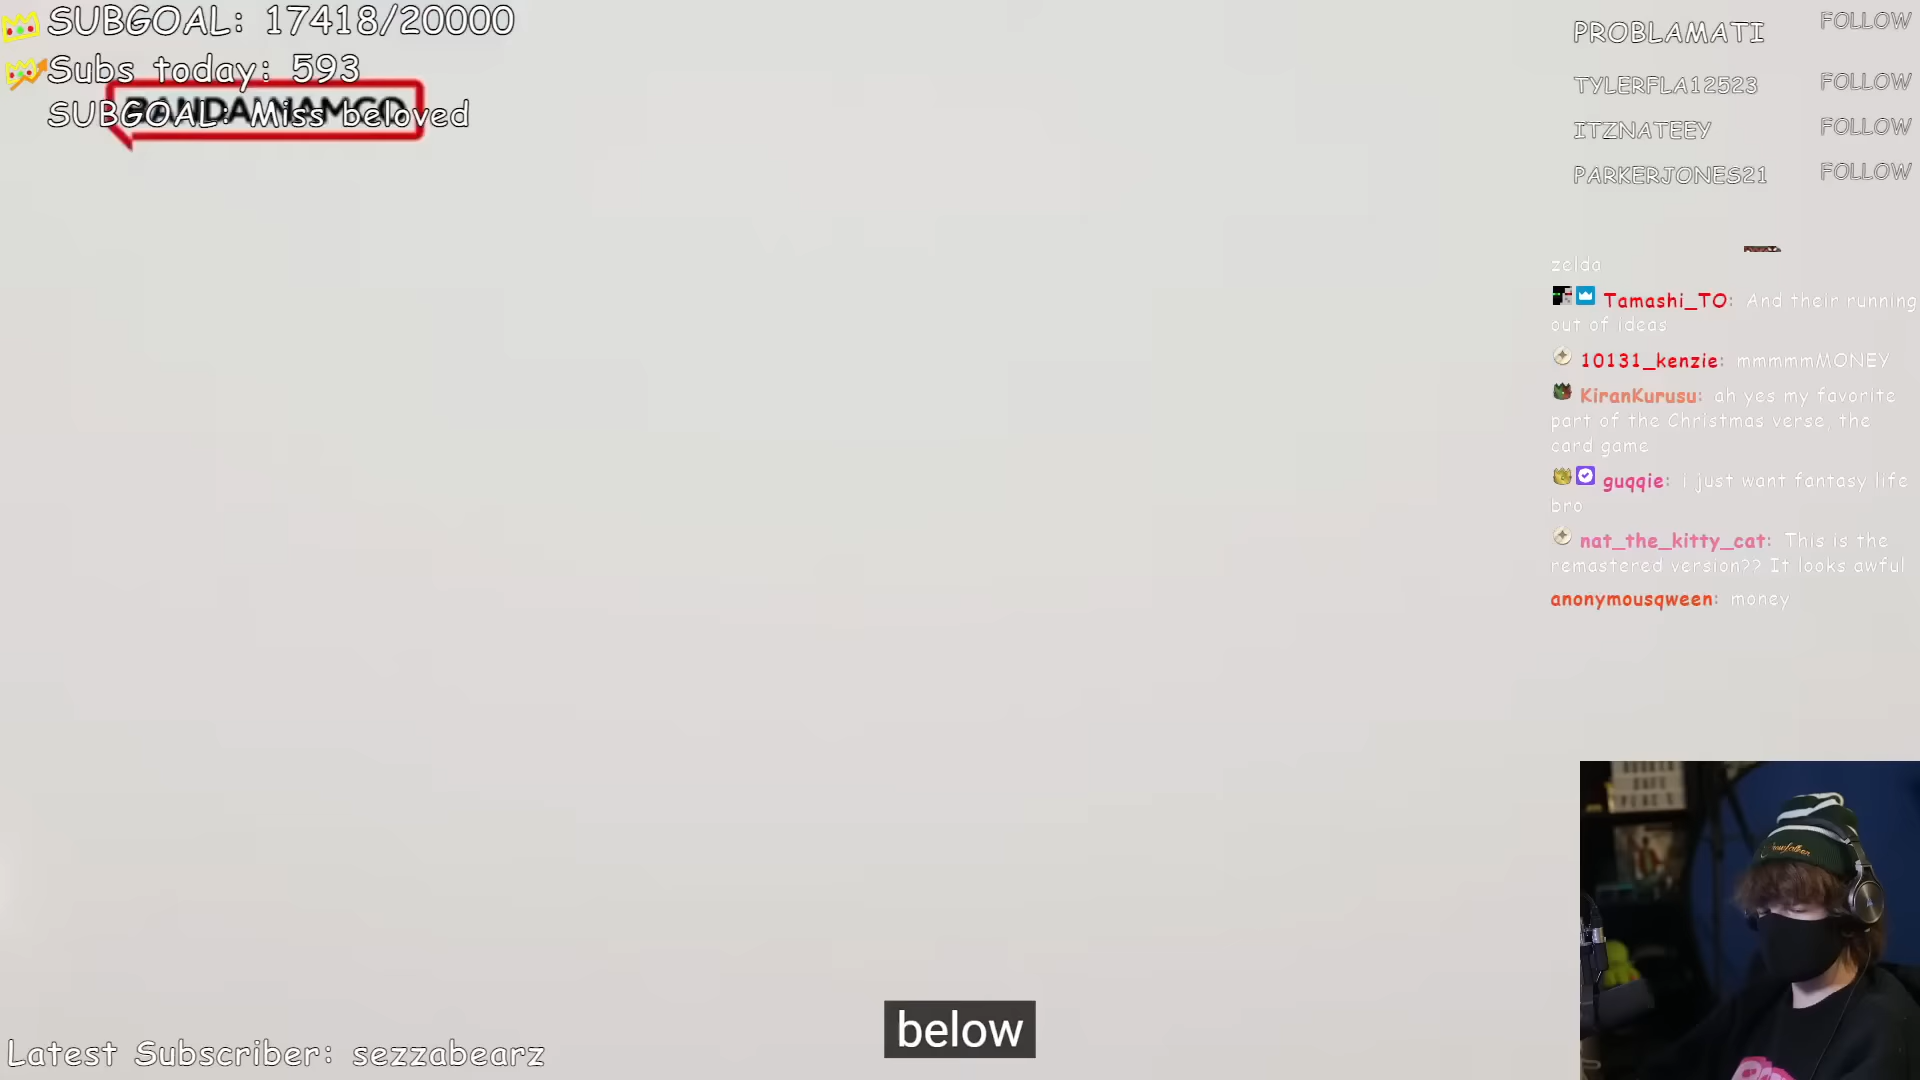 SUBGOAL: 17418/20000
Subs today: 593
BANDAI NAMCO
SUBGOAL: Miss beloved
PROBLAMATI FOLLOW
TYLERFLA12523 FOLLOW
ITZNATEEY FOLLOW
PARKERJONES21 FOLLOW
zelda
Tamashi_TO: And their running
out of ideas
10131_kenzie: mmmmmMONEY
KiranKurusu: ah yes my favorite
part of the Christmas verse, the
card game
guqqie: i just want fantasy life
bro
nat_the_kitty_cat: This is the
remastered version?? It looks awful
anonymousqween: money
below
Latest Subscriber: sezzabearz